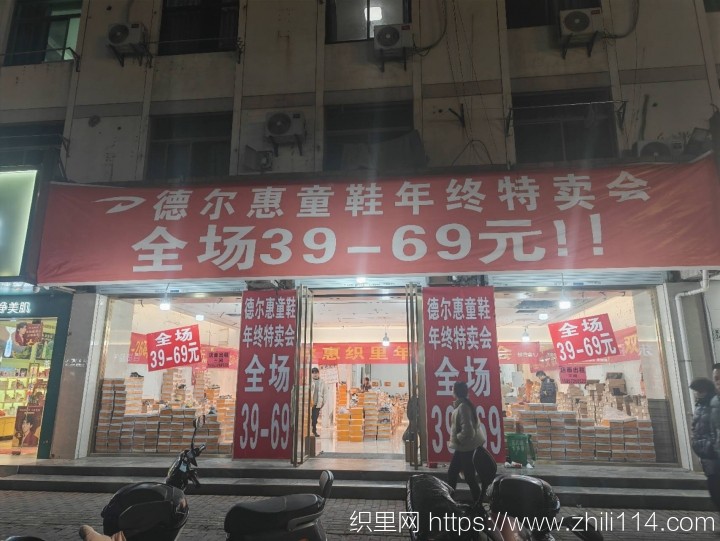 德尔惠童鞋年终特卖会
全场39-69元!!
净美肌
全场
39-69元
德尔惠童鞋
年终特卖会
全场
39-69
惠织里年
德尔惠童鞋
年终特卖会
全场
39-69
全场
39-69元
织里网 https://www.zhili114.com